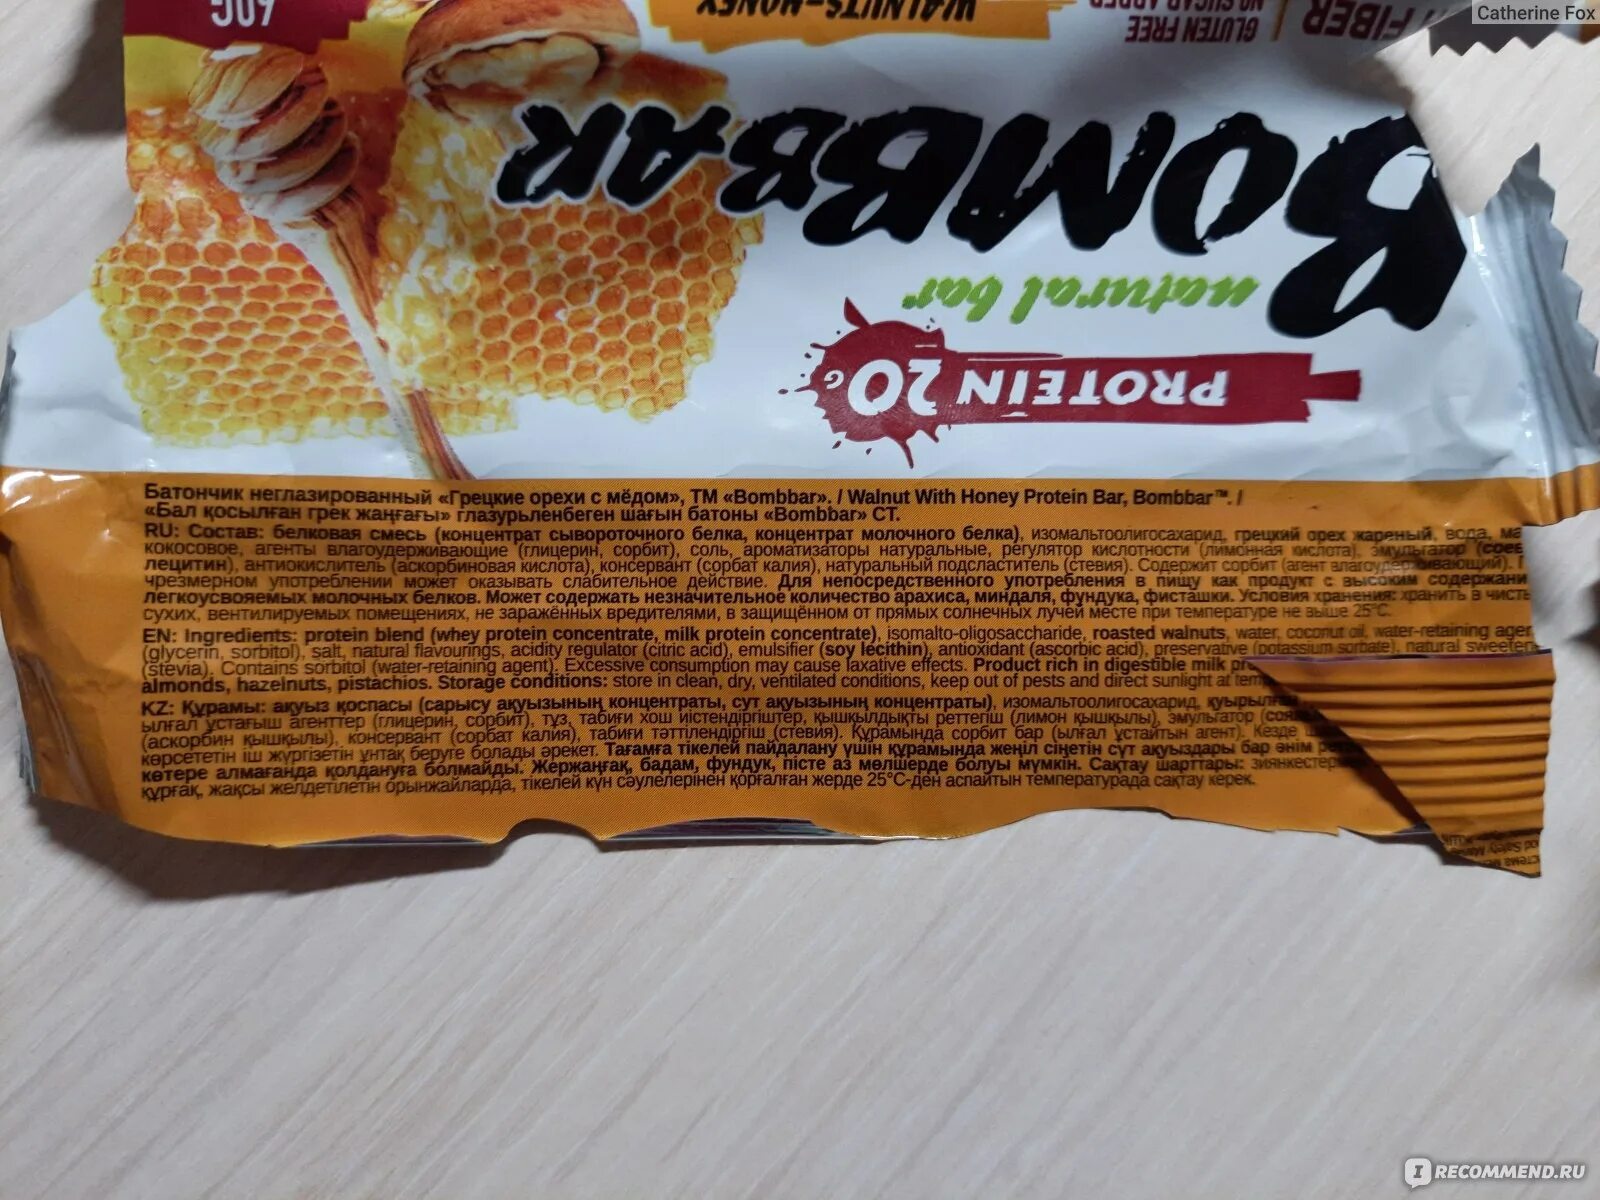 Catherine Fox
60G
WALNUTS-HONEY
GLUTEN FREE
NO SUGAR ADDED
FIBER
BOMBBAR
natural bar
PROTEIN 20G
Батончик неглазированный «Грецкие орехи с мёдом», ТМ «Bombbar». / Walnut With Honey Protein Bar, Bombbar™. /
«Бал қосылған грек жаңғағы» глазурьленбеген шағын батоны «Bombbar» СТ.
RU: Состав: белковая смесь (концентрат сывороточного белка, концентрат молочного белка), изомальтоолигосахарид, грецкий орех жареный, вода,
кокосовое, агенты влагоудерживающие (глицерин, сорбит), соль, ароматизаторы натуральные, регулятор кислотности (лимонная кислота), эмульгатор
лецитин), антиокислитель (аскорбиновая кислота), консервант (сорбат калия), натуральный подсластитель (стевия). Содержит сорбит (агент влагоудерживающий).
чрезмерном употреблении может оказывать слабительное действие. Для непосредственного употребления в пищу как продукт с высоким
легкоусвояемых молочных белков. Может содержать незначительное количество арахиса, миндаля, фундука, фисташки. Условия хранения: хранить в
сухих, вентилируемых помещениях, не заражённых вредителями, в защищённом от прямых солнечных лучей месте при температуре не выше 25°С.
EN: Ingredients: protein blend (whey protein concentrate, milk protein concentrate), isomalto-oligosaccharide, roasted walnuts, water, coconut oil, water-retaining
(glycerin, sorbitol), salt, natural flavourings, acidity regulator (citric acid), emulsifier (soy lecithin), antioxidant (ascorbic acid), preservative (potassium sorbate), natural
(stevia). Contains sorbitol (water-retaining agent). Excessive consumption may cause laxative effects. Product rich in digestible milk
almonds, hazelnuts, pistachios. Storage conditions: store in clean, dry, ventilated conditions, keep out of pests and direct sunlight at
KZ: Құрамы: ақуыз қоспасы (сарысу ақуызының концентраты, сүт ақуызының концентраты), изомальтоолигосахарид,
ылғал ұстағыш агенттер (глицерин, сорбит), тұз, табиғи хош иістендіргіштер, қышқылдықты реттегіш (лимон қышқылы), эмульгатор
(аскорбин қышқылы), консервант (сорбат калия), табиғи тәттілендіргіш (стевия). Құрамында сорбит бар (ылғал ұстайтын агент). Кезде
көрсететін іш жүргізетін ұнтақ беруге болады әрекет. Тағамға тікелей пайдалану үшін құрамында жеңіл сіңетін сүт ақуыздары бар өнім
көтере алмағанда қолдануға болмайды. Жержаңғақ, бадам, фундук, пісте аз мөлшерде болуы мүмкін. Сақтау шарттары:
құрғақ, жақсы желдетілетін орынжайларда, тікелей күн сәулелерінен қорғалған жерде 25°С-ден аспайтын температурада сақтау керек.
IRECOMMEND.RU